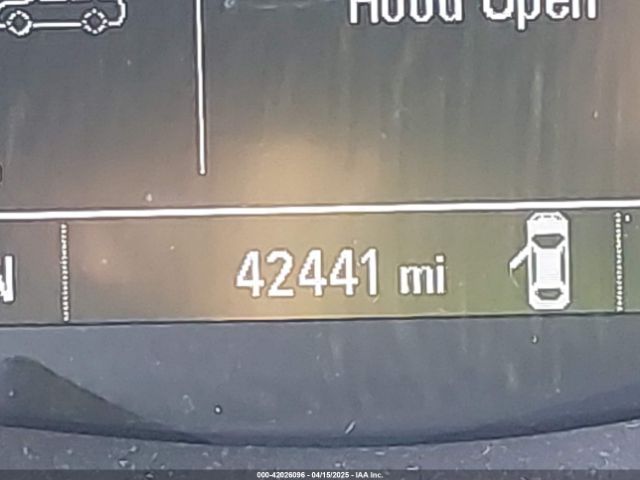 Hood Open
42441 mi
000-42026096 - 04/15/2025 - IAA Inc.